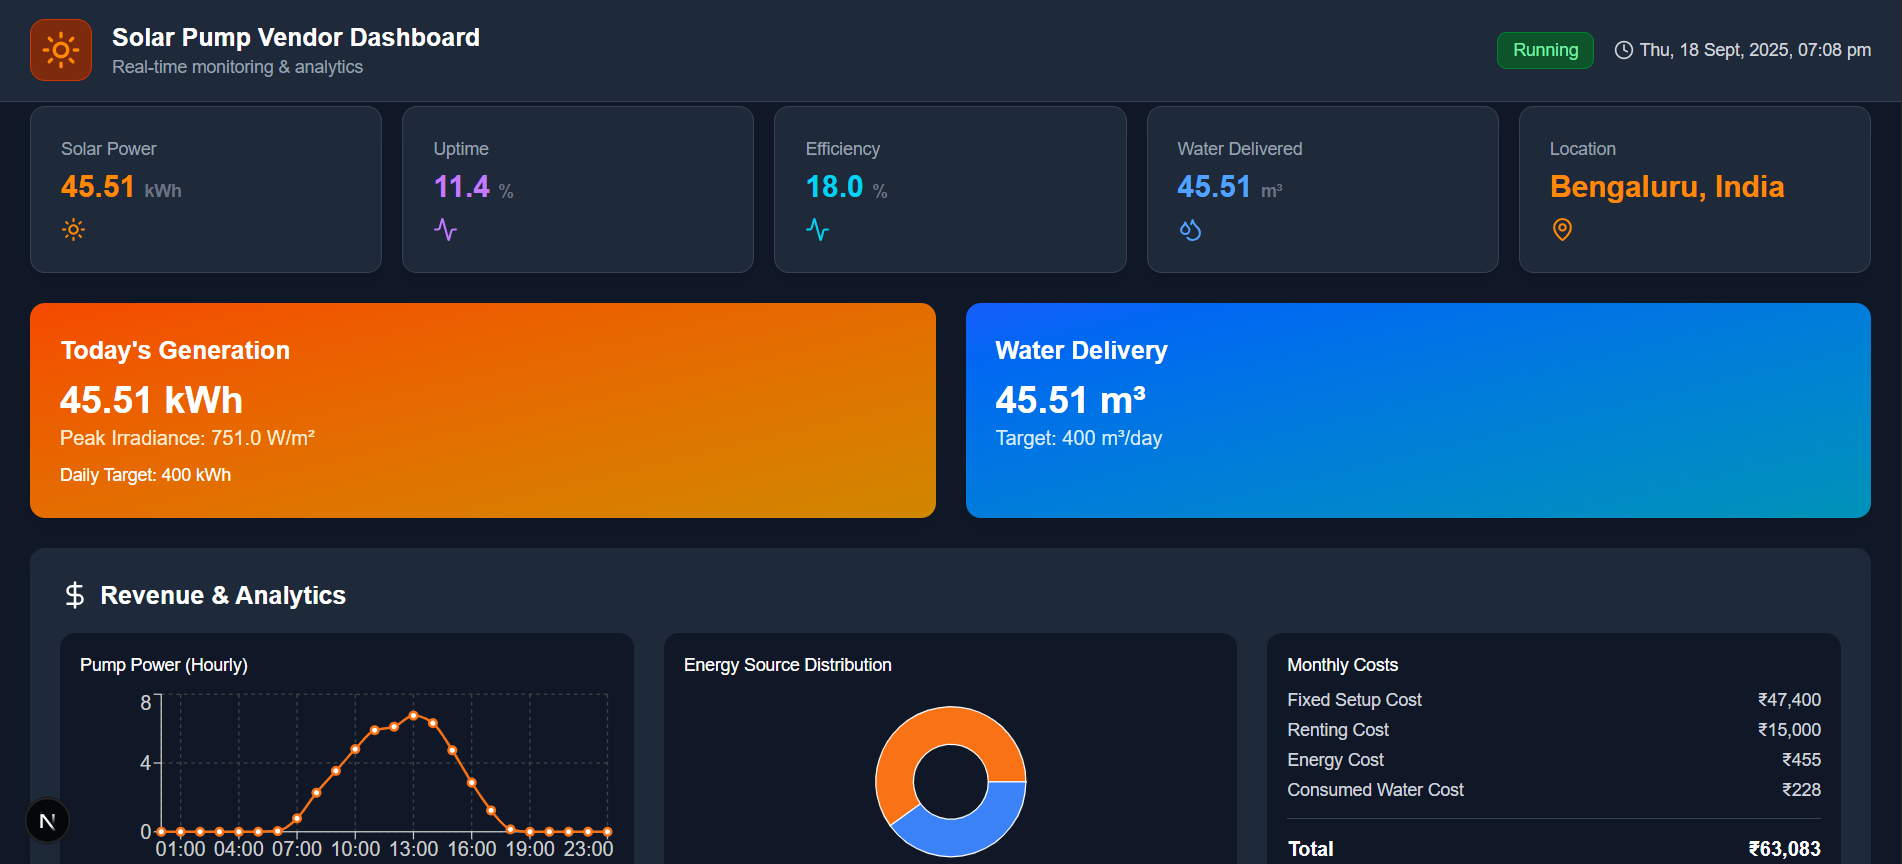 Solar Pump Vendor Dashboard
Real-time monitoring & analytics
Running
Thu, 18 Sept, 2025, 07:08 pm
Solar Power
45.51 kWh
Uptime
11.4 %
Efficiency
18.0 %
Water Delivered
45.51 m³
Location
Bengaluru, India
Today's Generation
45.51 kWh
Peak Irradiance: 751.0 W/m²
Daily Target: 400 kWh
Water Delivery
45.51 m³
Target: 400 m³/day
Revenue & Analytics
Pump Power (Hourly)
8
4
0
01:00 04:00 07:00 10:00 13:00 16:00 19:00 23:00
Energy Source Distribution
Monthly Costs
Fixed Setup Cost ₹47,400
Renting Cost ₹15,000
Energy Cost ₹455
Consumed Water Cost ₹228
Total ₹63,083
N